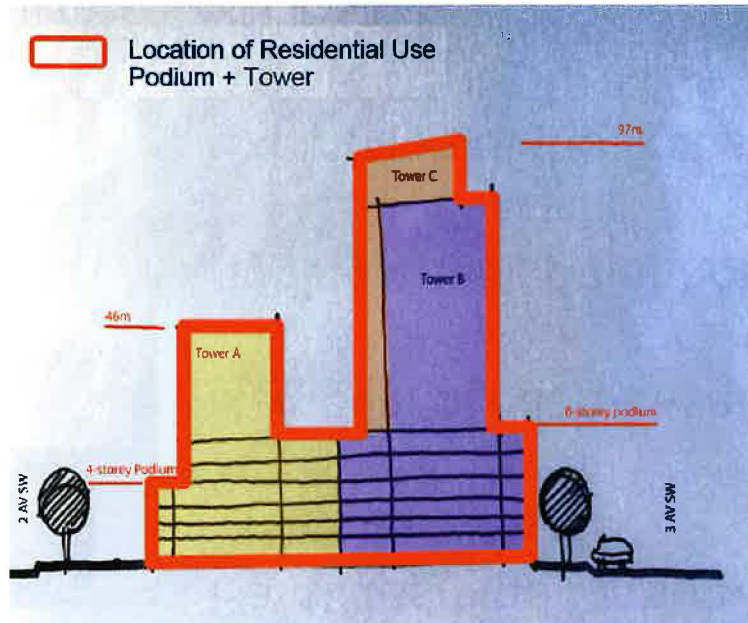 Location of Residential Use
Podium + Tower
97m
Tower C
Tower B
46m
Tower A
6-storey podium
4-storey Podium
2 AV SW
3 AV SW